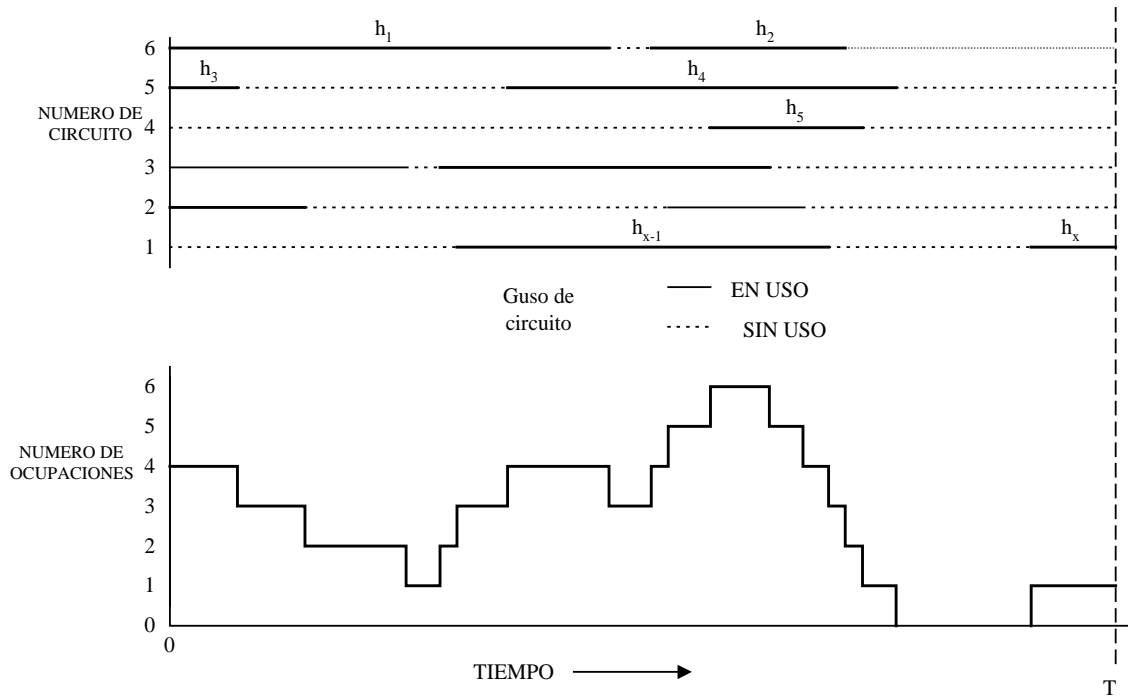 h1
h2
6
h3
h4
5
NUMERO DE
CIRCUITO
h5
4
3
2
hx-1
hx
1
Guso de
circuito
EN USO
SIN USO
6
5
NUMERO DE
OCUPACIONES
4
3
2
1
0
0
TIEMPO
T